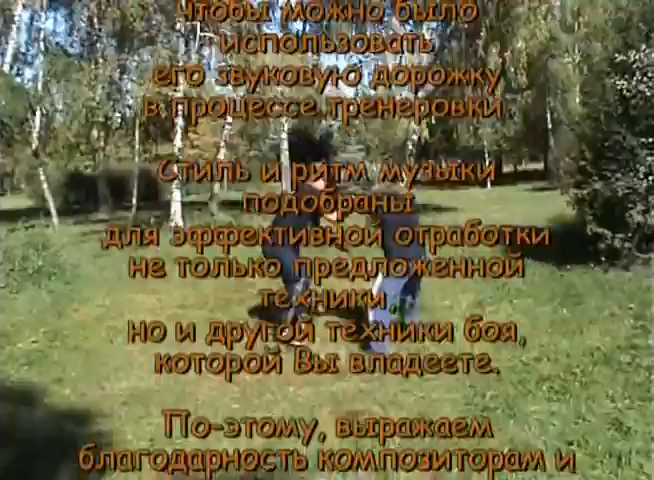 Чтобы можно было
использовать
его звуковую дорожку
в процессе тренеровки.
Стиль и ритм музыки
подобраны
для эффективной отработки
не только предложенной
техники
но и другой техники боя,
которой Вы владеете.
По-этому, выражаем
благодарность композиторам и